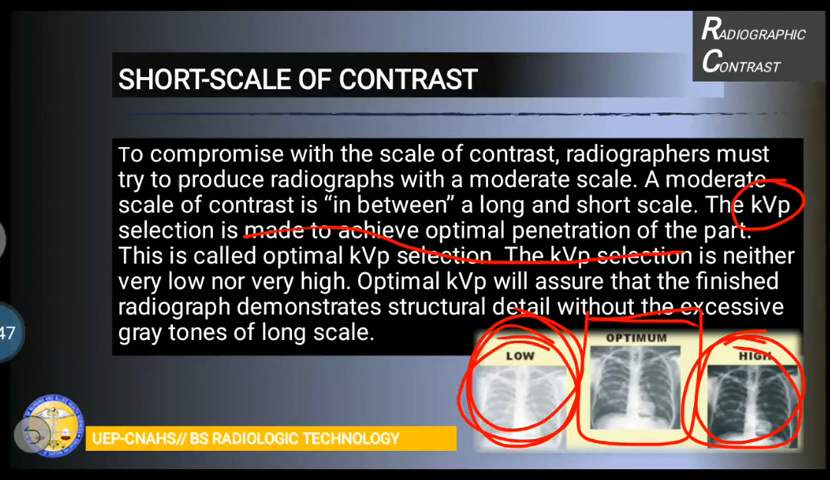 RADIOGRAPHIC
CONTRAST
SHORT-SCALE OF CONTRAST
To compromise with the scale of contrast, radiographers must
try to produce radiographs with a moderate scale. A moderate
scale of contrast is “in between” a long and short scale. The kVp
selection is made to achieve optimal penetration of the part.
This is called optimal kVp selection. The kVp selection is neither
very low nor very high. Optimal kVp will assure that the finished
radiograph demonstrates structural detail without the excessive
gray tones of long scale.
47
LOW
OPTIMUM
HIGH
UEP-CNAHS// BS RADIOLOGIC TECHNOLOGY